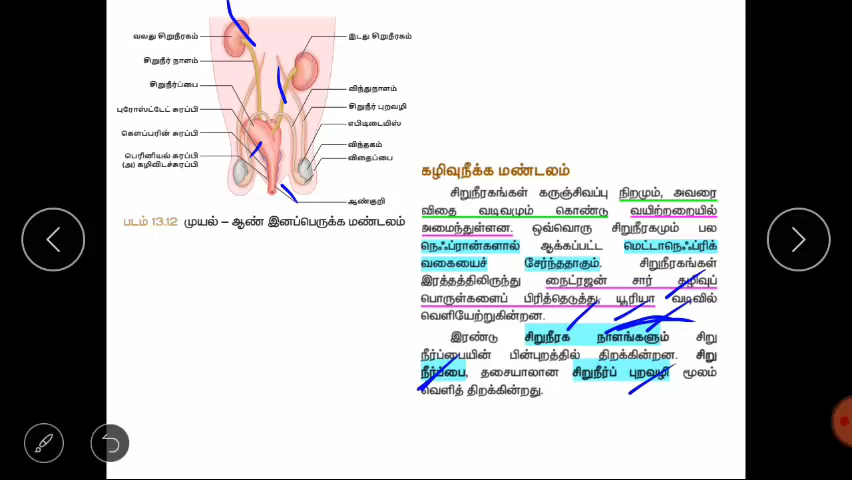 வலது சிறுநீரகம்
இடது சிறுநீரகம்
சிறுநீர் நாளம்
சிறுநீர்ப்பை
விந்துநாளம்
சிறுநீர் புறவழி
புரோஸ்ட்டேட் சுரப்பி
எபிடிடைமிஸ்
கௌப்பரின் சுரப்பி
விந்தகம்
பெரினியல் சுரப்பி
(அ) கழிவிடச்சுரப்பி
விதைப்பை
ஆண்குறி
படம் 13.12 முயல் – ஆண் இனப்பெருக்க மண்டலம்
கழிவுநீக்க மண்டலம்
சிறுநீரகங்கள் கருஞ்சிவப்பு நிறமும், அவரை
விதை வடிவமும் கொண்டு வயிற்றறையில்
அமைந்துள்ளன. ஒவ்வொரு சிறுநீரகமும் பல
நெஃப்ரான்களால் ஆக்கப்பட்ட மெட்டாநெஃப்ரிக்
வகையைச் சேர்ந்ததாகும். சிறுநீரகங்கள்
இரத்தத்திலிருந்து நைட்ரஜன் சார் கழிவுப்
பொருள்களைப் பிரித்தெடுத்து, யூரியா வடிவில்
வெளியேற்றுகின்றன.
இரண்டு சிறுநீரக நாளங்களும் சிறு
நீர்ப்பையின் பின்புறத்தில் திறக்கின்றன. சிறு
நீர்ப்பை, தசையாலான சிறுநீர்ப் புறவழி மூலம்
வெளித் திறக்கின்றது.